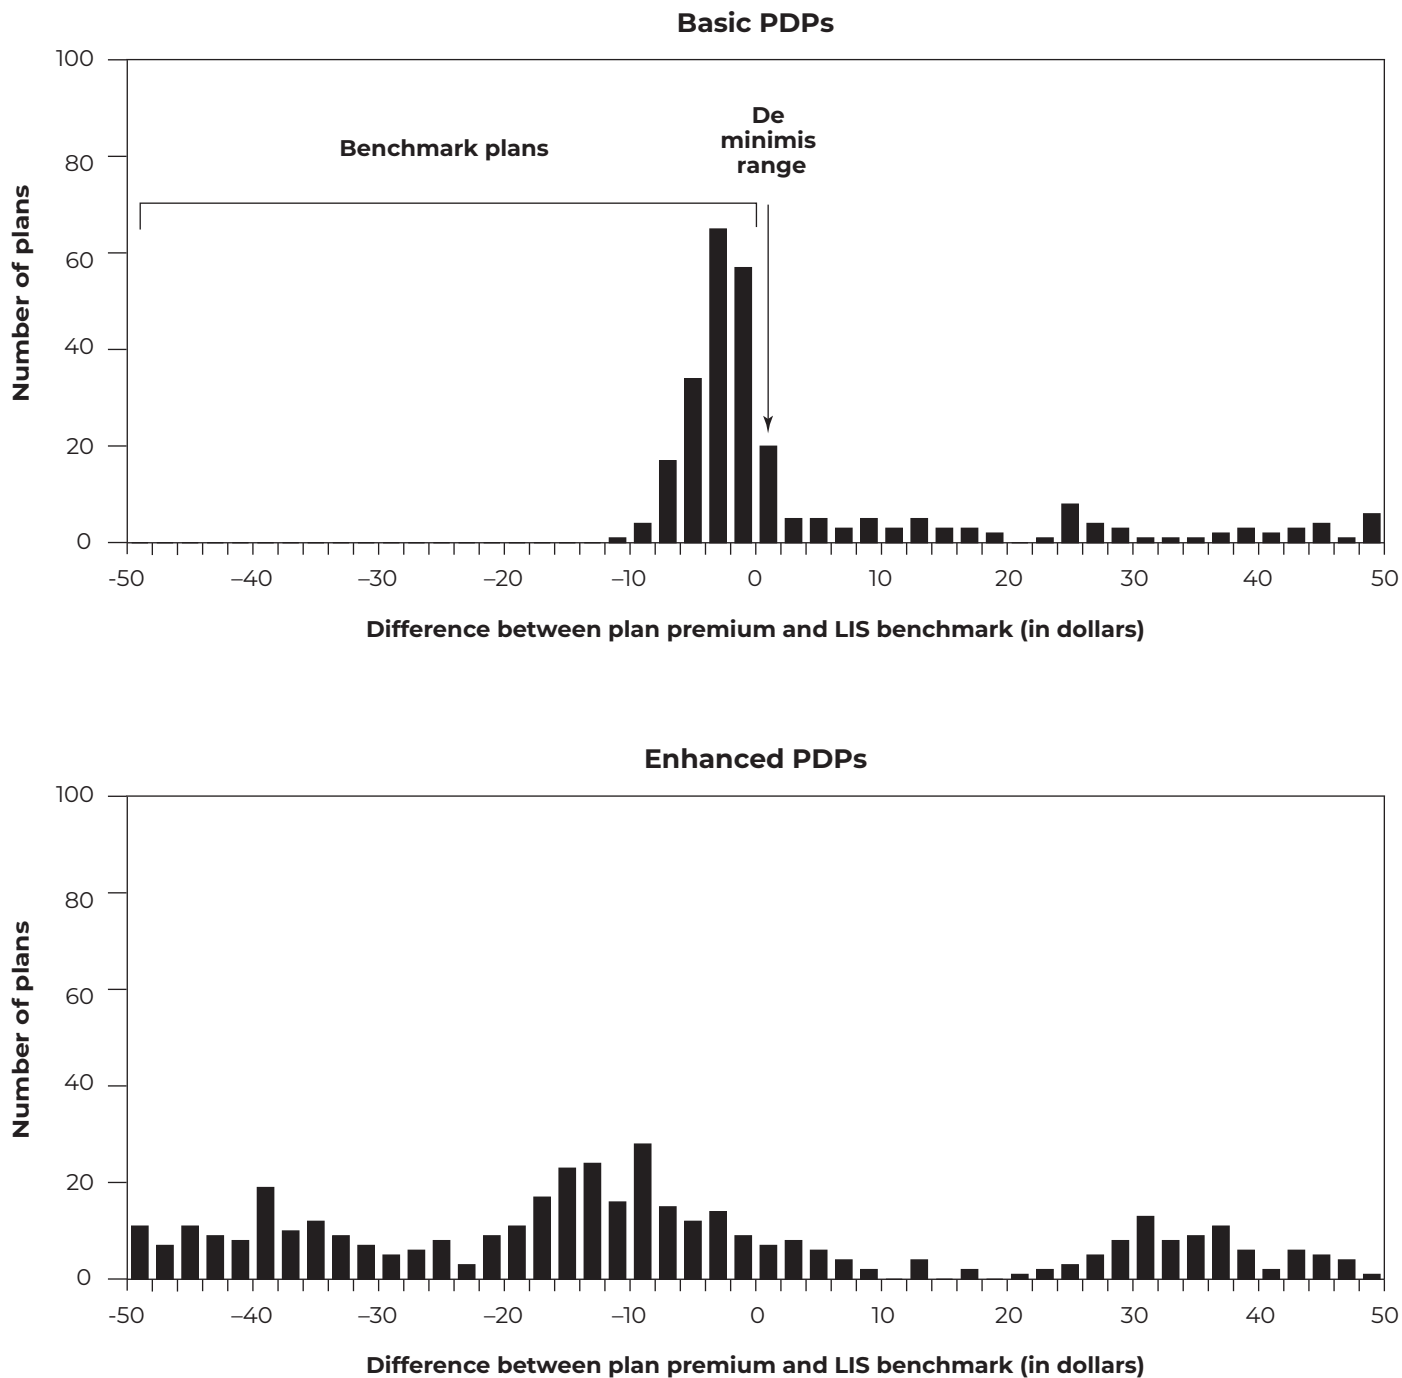 Basic PDPs
100
80
60
40
20
0
Number of plans
Benchmark plans
De
minimis
range
-50 –40 –30 –20 –10 0 10 20 30 40 50
Difference between plan premium and LIS benchmark (in dollars)
Enhanced PDPs
100
80
60
40
20
0
Number of plans
-50 –40 –30 –20 –10 0 10 20 30 40 50
Difference between plan premium and LIS benchmark (in dollars)